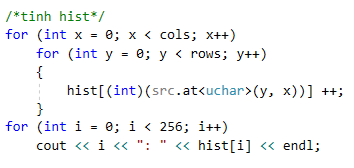 /*tinh hist*/
for (int x = 0; x < cols; x++)
for (int y = 0; y < rows; y++)
{
hist[(int)(src.at<uchar>(y, x))] ++;
}
for (int i = 0; i < 256; i++)
cout << i << ": " << hist[i] << endl;